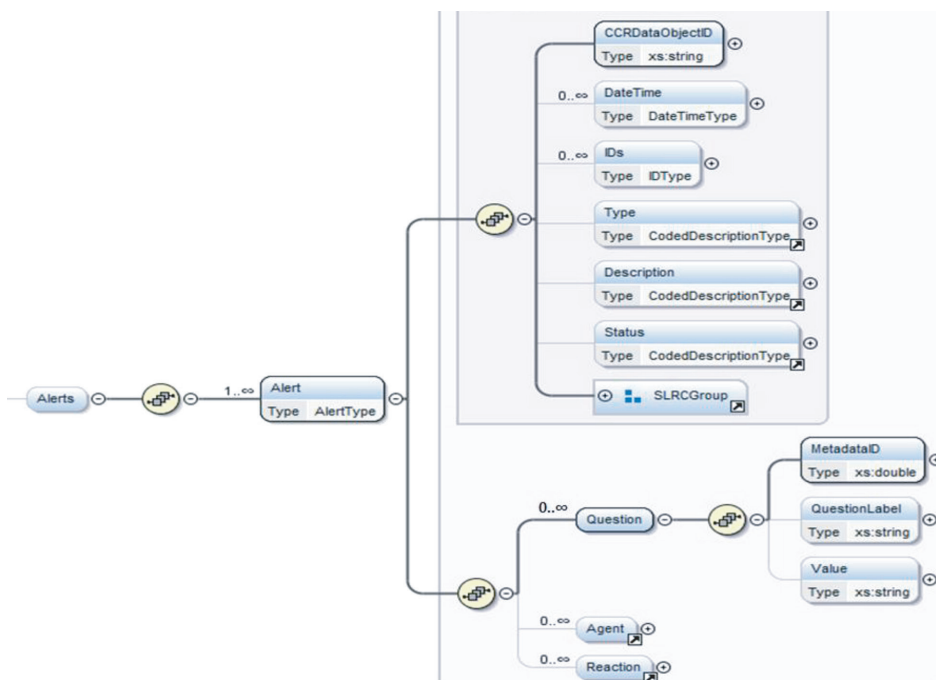 CCRDataObjectID
Type xs:string
0..∞
DateTime
Type DateTimeType
0..∞
IDs
Type IDType
Type
Type CodedDescriptionType
Description
Type CodedDescriptionType
Status
Type CodedDescriptionType
SLRCGroup
Alerts
1..∞
Alert
Type AlertType
0..∞
Question
MetadataID
Type xs:double
QuestionLabel
Type xs:string
Value
Type xs:string
0..∞
Agent
0..∞
Reaction